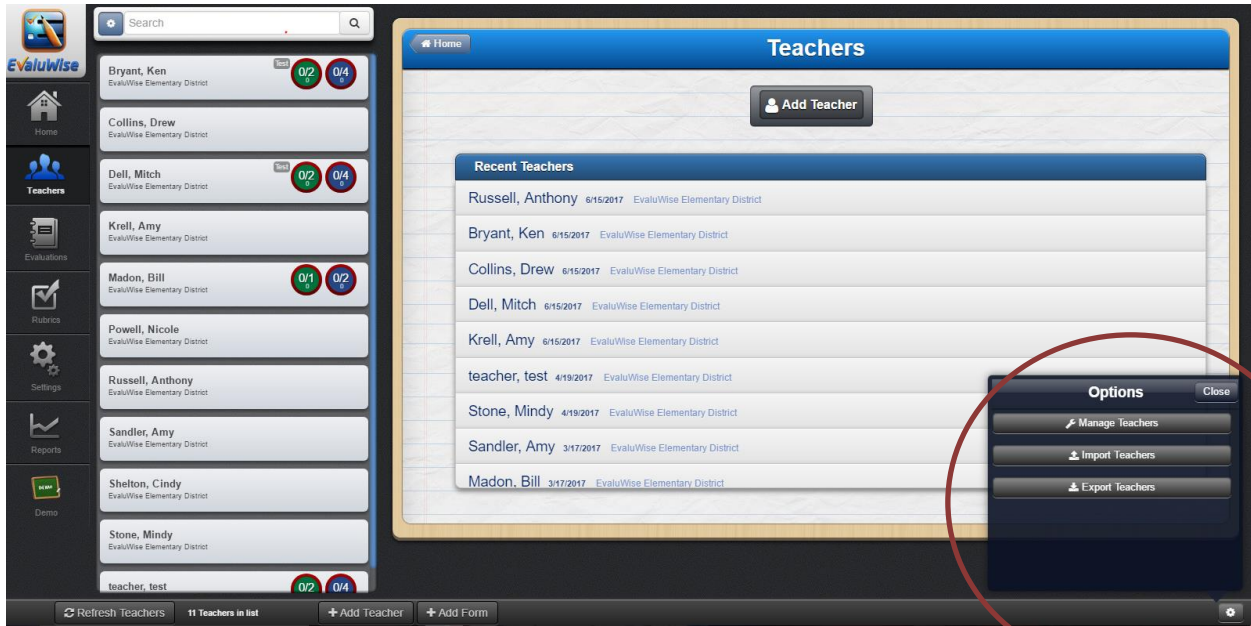 EvaluWise
Home
Teachers
Evaluations
Rubrics
Settings
Reports
DEMO
Demo
Search
Bryant, Ken
EvaluWise Elementary District
Test
0/2
0
0/4
0
Collins, Drew
EvaluWise Elementary District
Dell, Mitch
EvaluWise Elementary District
Test
0/2
0
0/4
0
Krell, Amy
EvaluWise Elementary District
Madon, Bill
EvaluWise Elementary District
0/1
0
0/2
0
Powell, Nicole
EvaluWise Elementary District
Russell, Anthony
EvaluWise Elementary District
Sandler, Amy
EvaluWise Elementary District
Shelton, Cindy
EvaluWise Elementary District
Stone, Mindy
EvaluWise Elementary District
teacher, test
0/2
0/4
Home
Teachers
Add Teacher
Recent Teachers
Russell, Anthony 6/15/2017 EvaluWise Elementary District
Bryant, Ken 6/15/2017 EvaluWise Elementary District
Collins, Drew 6/15/2017 EvaluWise Elementary District
Dell, Mitch 6/15/2017 EvaluWise Elementary District
Krell, Amy 6/15/2017 EvaluWise Elementary District
teacher, test 4/19/2017 EvaluWise Elementary District
Stone, Mindy 4/19/2017 EvaluWise Elementary District
Sandler, Amy 3/17/2017 EvaluWise Elementary District
Madon, Bill 3/17/2017 EvaluWise Elementary District
Options
Close
Manage Teachers
Import Teachers
Export Teachers
Refresh Teachers
11 Teachers in list
+ Add Teacher
+ Add Form